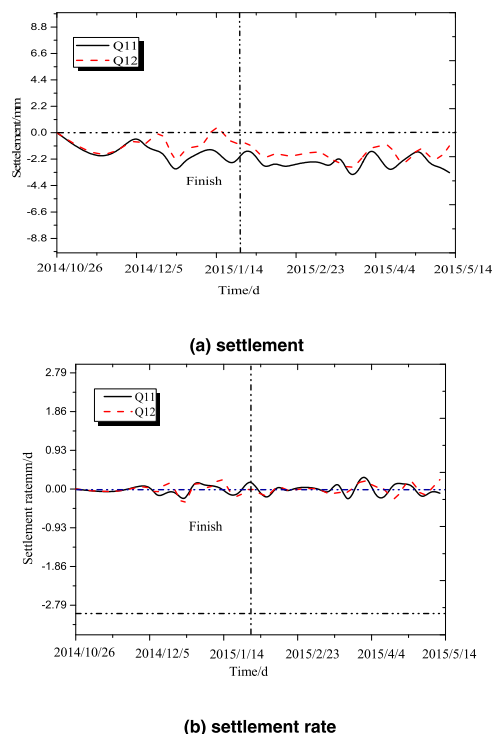 8.8
6.6
4.4
2.2
0.0
-2.2
-4.4
-6.6
-8.8
Settelement/mm
Q11
Q12
Finish
2014/10/26 2014/12/5 2015/1/14 2015/2/23 2015/4/4 2015/5/14
Time/d
(a) settlement
2.79
1.86
0.93
0.00
-0.93
-1.86
-2.79
Settlement ratemm/d
Q11
Q12
Finish
2014/10/26 2014/12/5 2015/1/14 2015/2/23 2015/4/4 2015/5/14
Time/d
(b) settlement rate